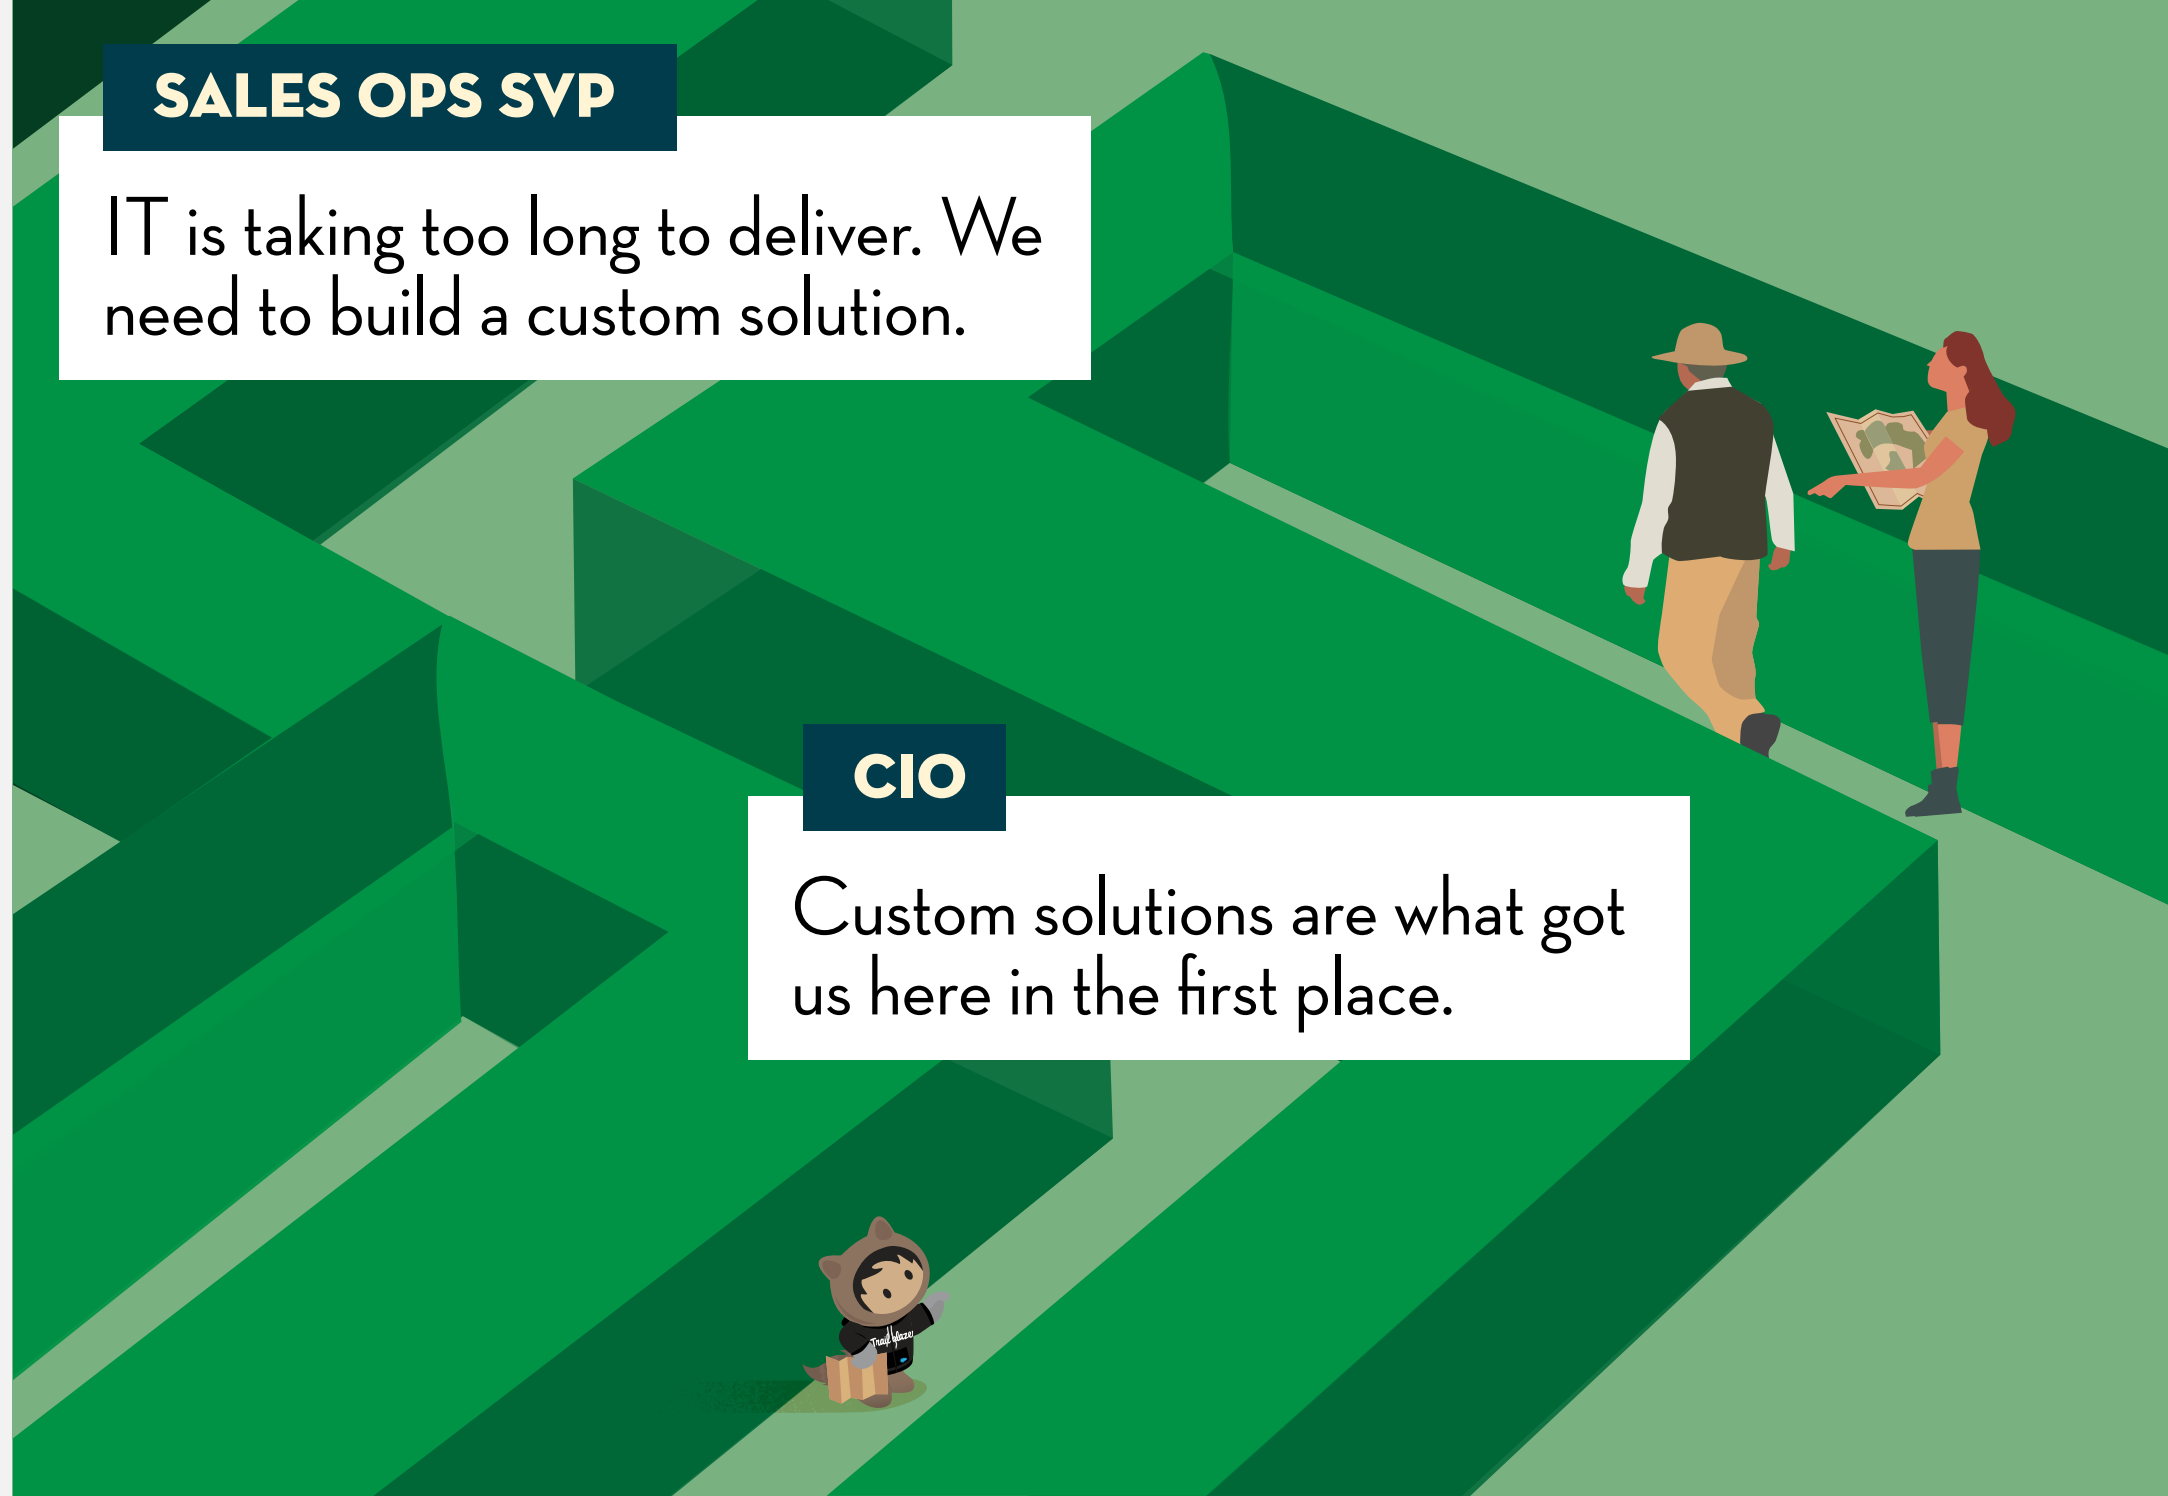 SALES OPS SVP
IT is taking too long to deliver. We
need to build a custom solution.
CIO
Custom solutions are what got
us here in the first place.